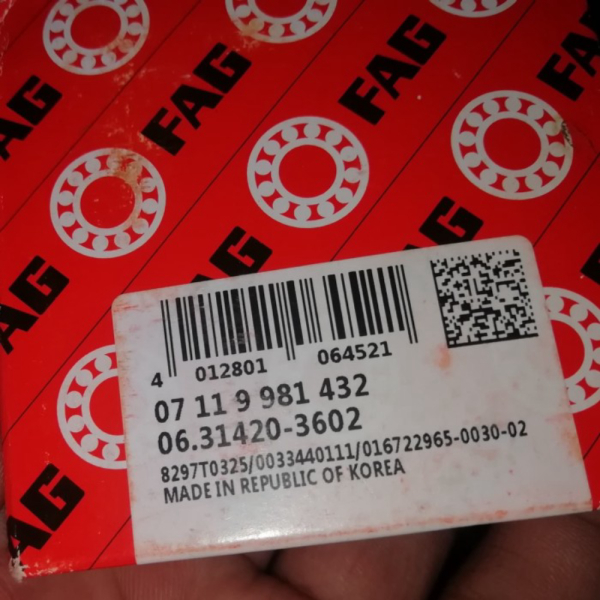 FAG
FAG
FAG
FAG
FAG
FAG
FAG
FAG
4 012801 064521
07 11 9 981 432
06.31420-3602
8297T0325/0033440111/016722965-0030-02
MADE IN REPUBLIC OF KOREA